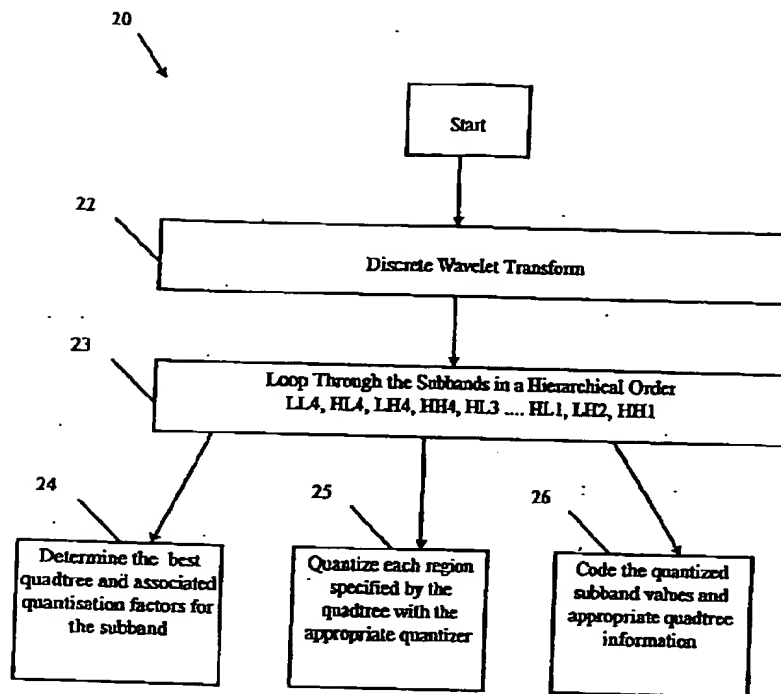 20
Start
22
Discrete Wavelet Transform
23
Loop Through the Subbands in a Hierarchical Order
LL4, HL4, LH4, HH4, HL3 .... HL1, LH2, HH1
24
Determine the best
quadtree and associated
quantisation factors for
the subband
25
Quantize each region
specified by the
quadtree with the
appropriate quantizer
26
Code the quantized
subband values and
appropriate quadtree
information